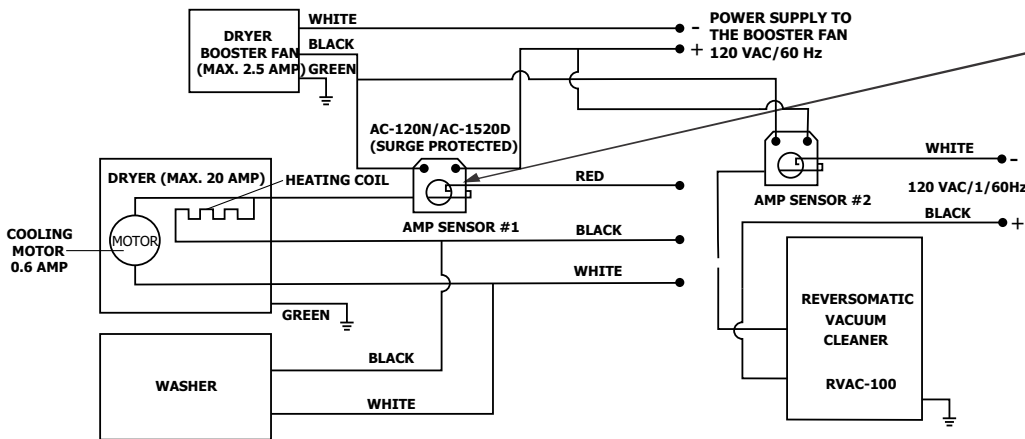 WHITE
-
POWER SUPPLY TO
THE BOOSTER FAN
120 VAC/60 Hz
+
DRYER
BOOSTER FAN
(MAX. 2.5 AMP)
BLACK
GREEN
AC-120N/AC-1520D
(SURGE PROTECTED)
DRYER (MAX. 20 AMP)
HEATING COIL
RED
AMP SENSOR #1
WHITE
-
120 VAC/1/60Hz
AMP SENSOR #2
BLACK
+
COOLING
MOTOR
0.6 AMP
MOTOR
BLACK
WHITE
GREEN
REVERSOMATIC
VACUUM
CLEANER
RVAC-100
WASHER
BLACK
WHITE